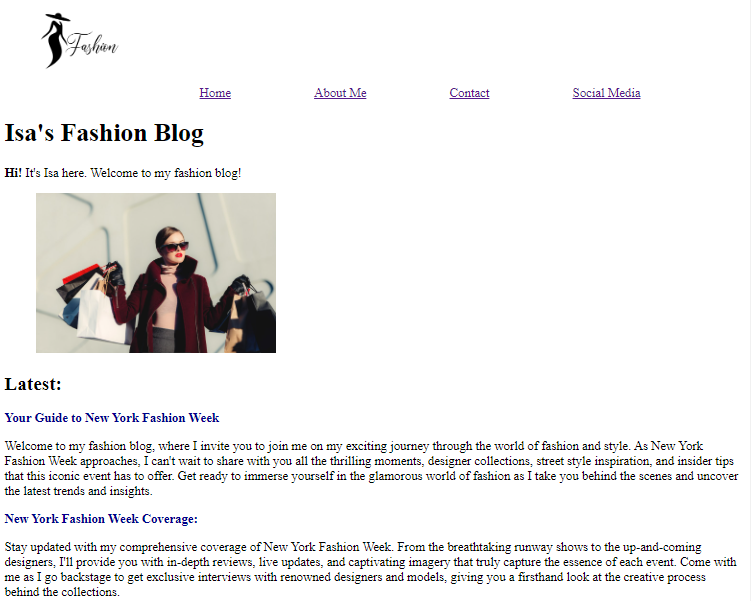 Fashion
Home About Me Contact Social Media
Isa's Fashion Blog
Hi! It's Isa here. Welcome to my fashion blog!
Latest:
Your Guide to New York Fashion Week
Welcome to my fashion blog, where I invite you to join me on my exciting journey through the world of fashion and style. As New York
Fashion Week approaches, I can't wait to share with you all the thrilling moments, designer collections, street style inspiration, and insider tips
that this iconic event has to offer. Get ready to immerse yourself in the glamorous world of fashion as I take you behind the scenes and uncover
the latest trends and insights.
New York Fashion Week Coverage:
Stay updated with my comprehensive coverage of New York Fashion Week. From the breathtaking runway shows to the up-and-coming
designers, I'll provide you with in-depth reviews, live updates, and captivating imagery that truly capture the essence of each event. Come with
me as I go backstage to get exclusive interviews with renowned designers and models, giving you a firsthand look at the creative process
behind the collections.